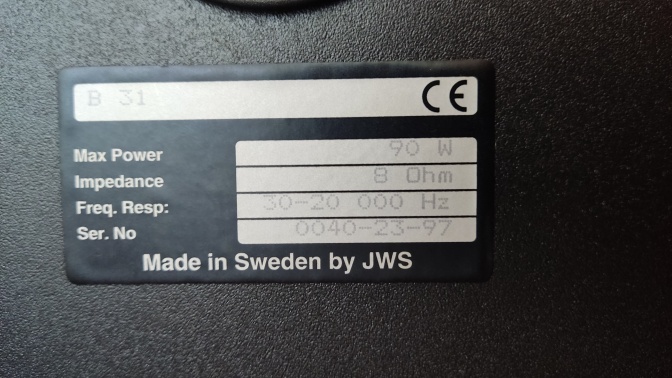 B 31 CE
Max Power 90 W
Impedance 8 Ohm
Freq. Resp: 30-20 000 Hz
Ser. No 0040-23-97
Made in Sweden by JWS